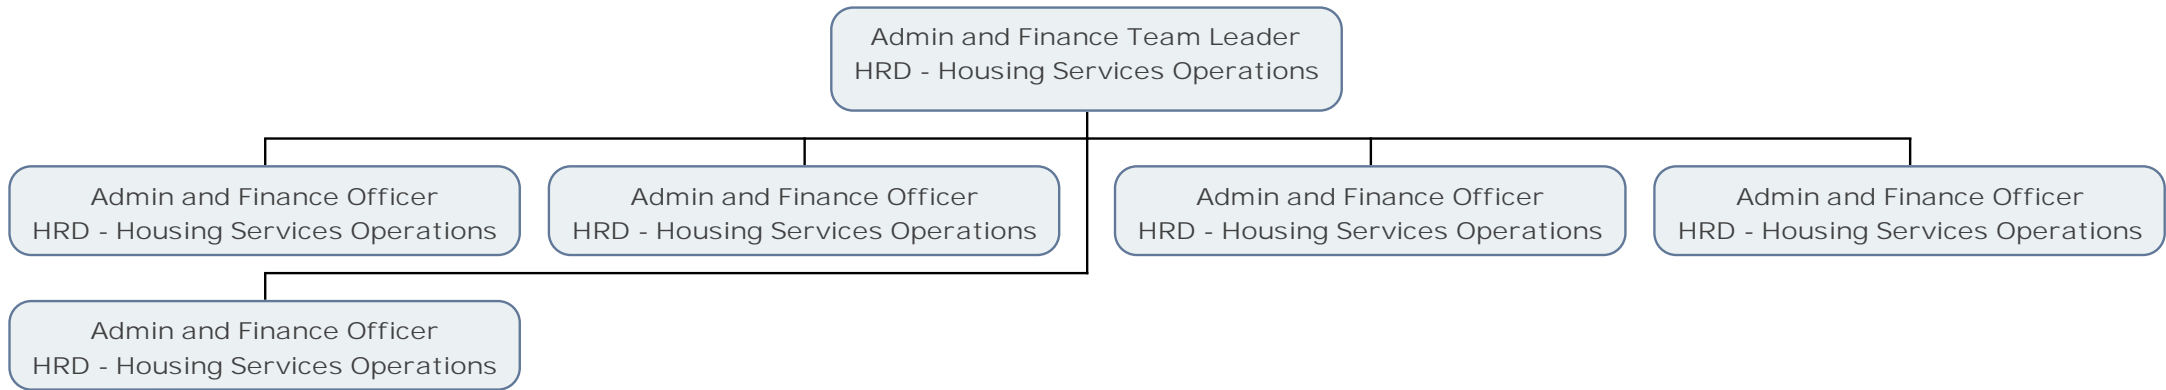 Admin and Finance Team Leader
HRD - Housing Services Operations
Admin and Finance Officer
HRD - Housing Services Operations
Admin and Finance Officer
HRD - Housing Services Operations
Admin and Finance Officer
HRD - Housing Services Operations
Admin and Finance Officer
HRD - Housing Services Operations
Admin and Finance Officer
HRD - Housing Services Operations